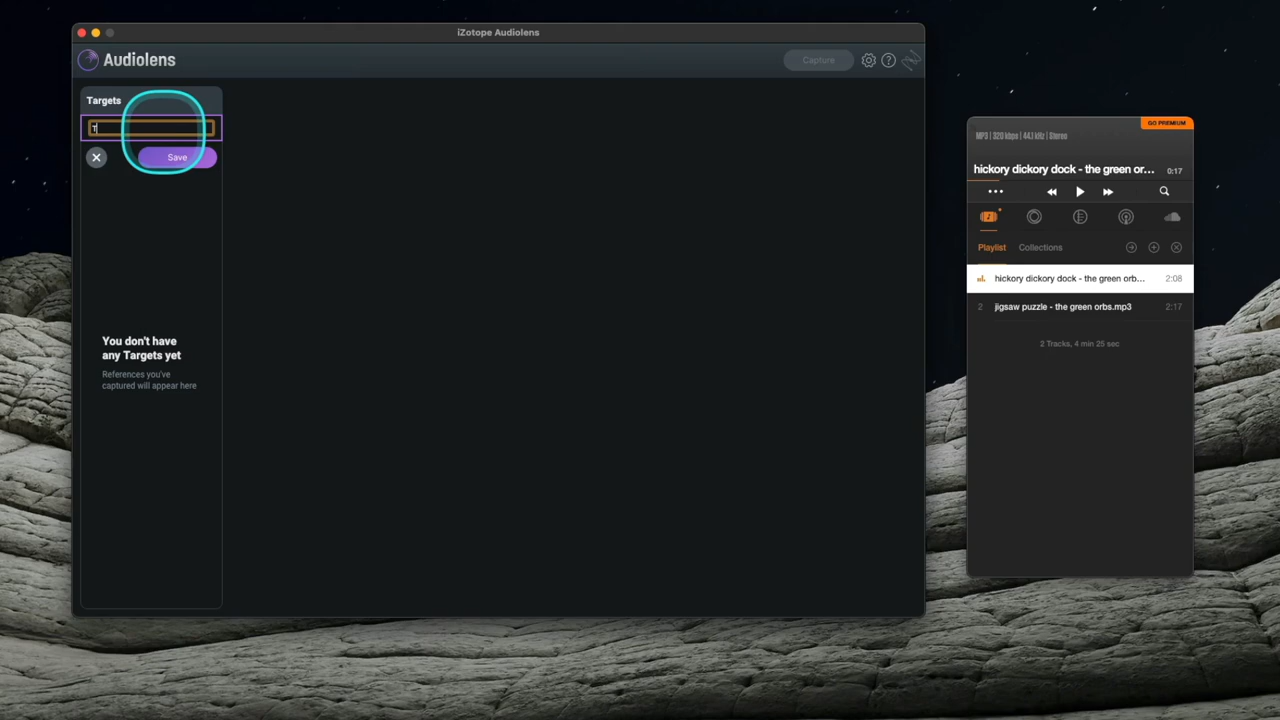 iZotope Audiolens
Audiolens
Capture
?
Targets
T
Save
You don't have
any Targets yet
References you've
captured will appear here
GO PREMIUM
MP3 | 320 kbps | 44.1 kHz | Stereo
hickory dickory dock - the green or... 0:17
Playlist Collections
hickory dickory dock - the green orb... 2:08
2 jigsaw puzzle - the green orbs.mp3 2:17
2 Tracks, 4 min 25 sec